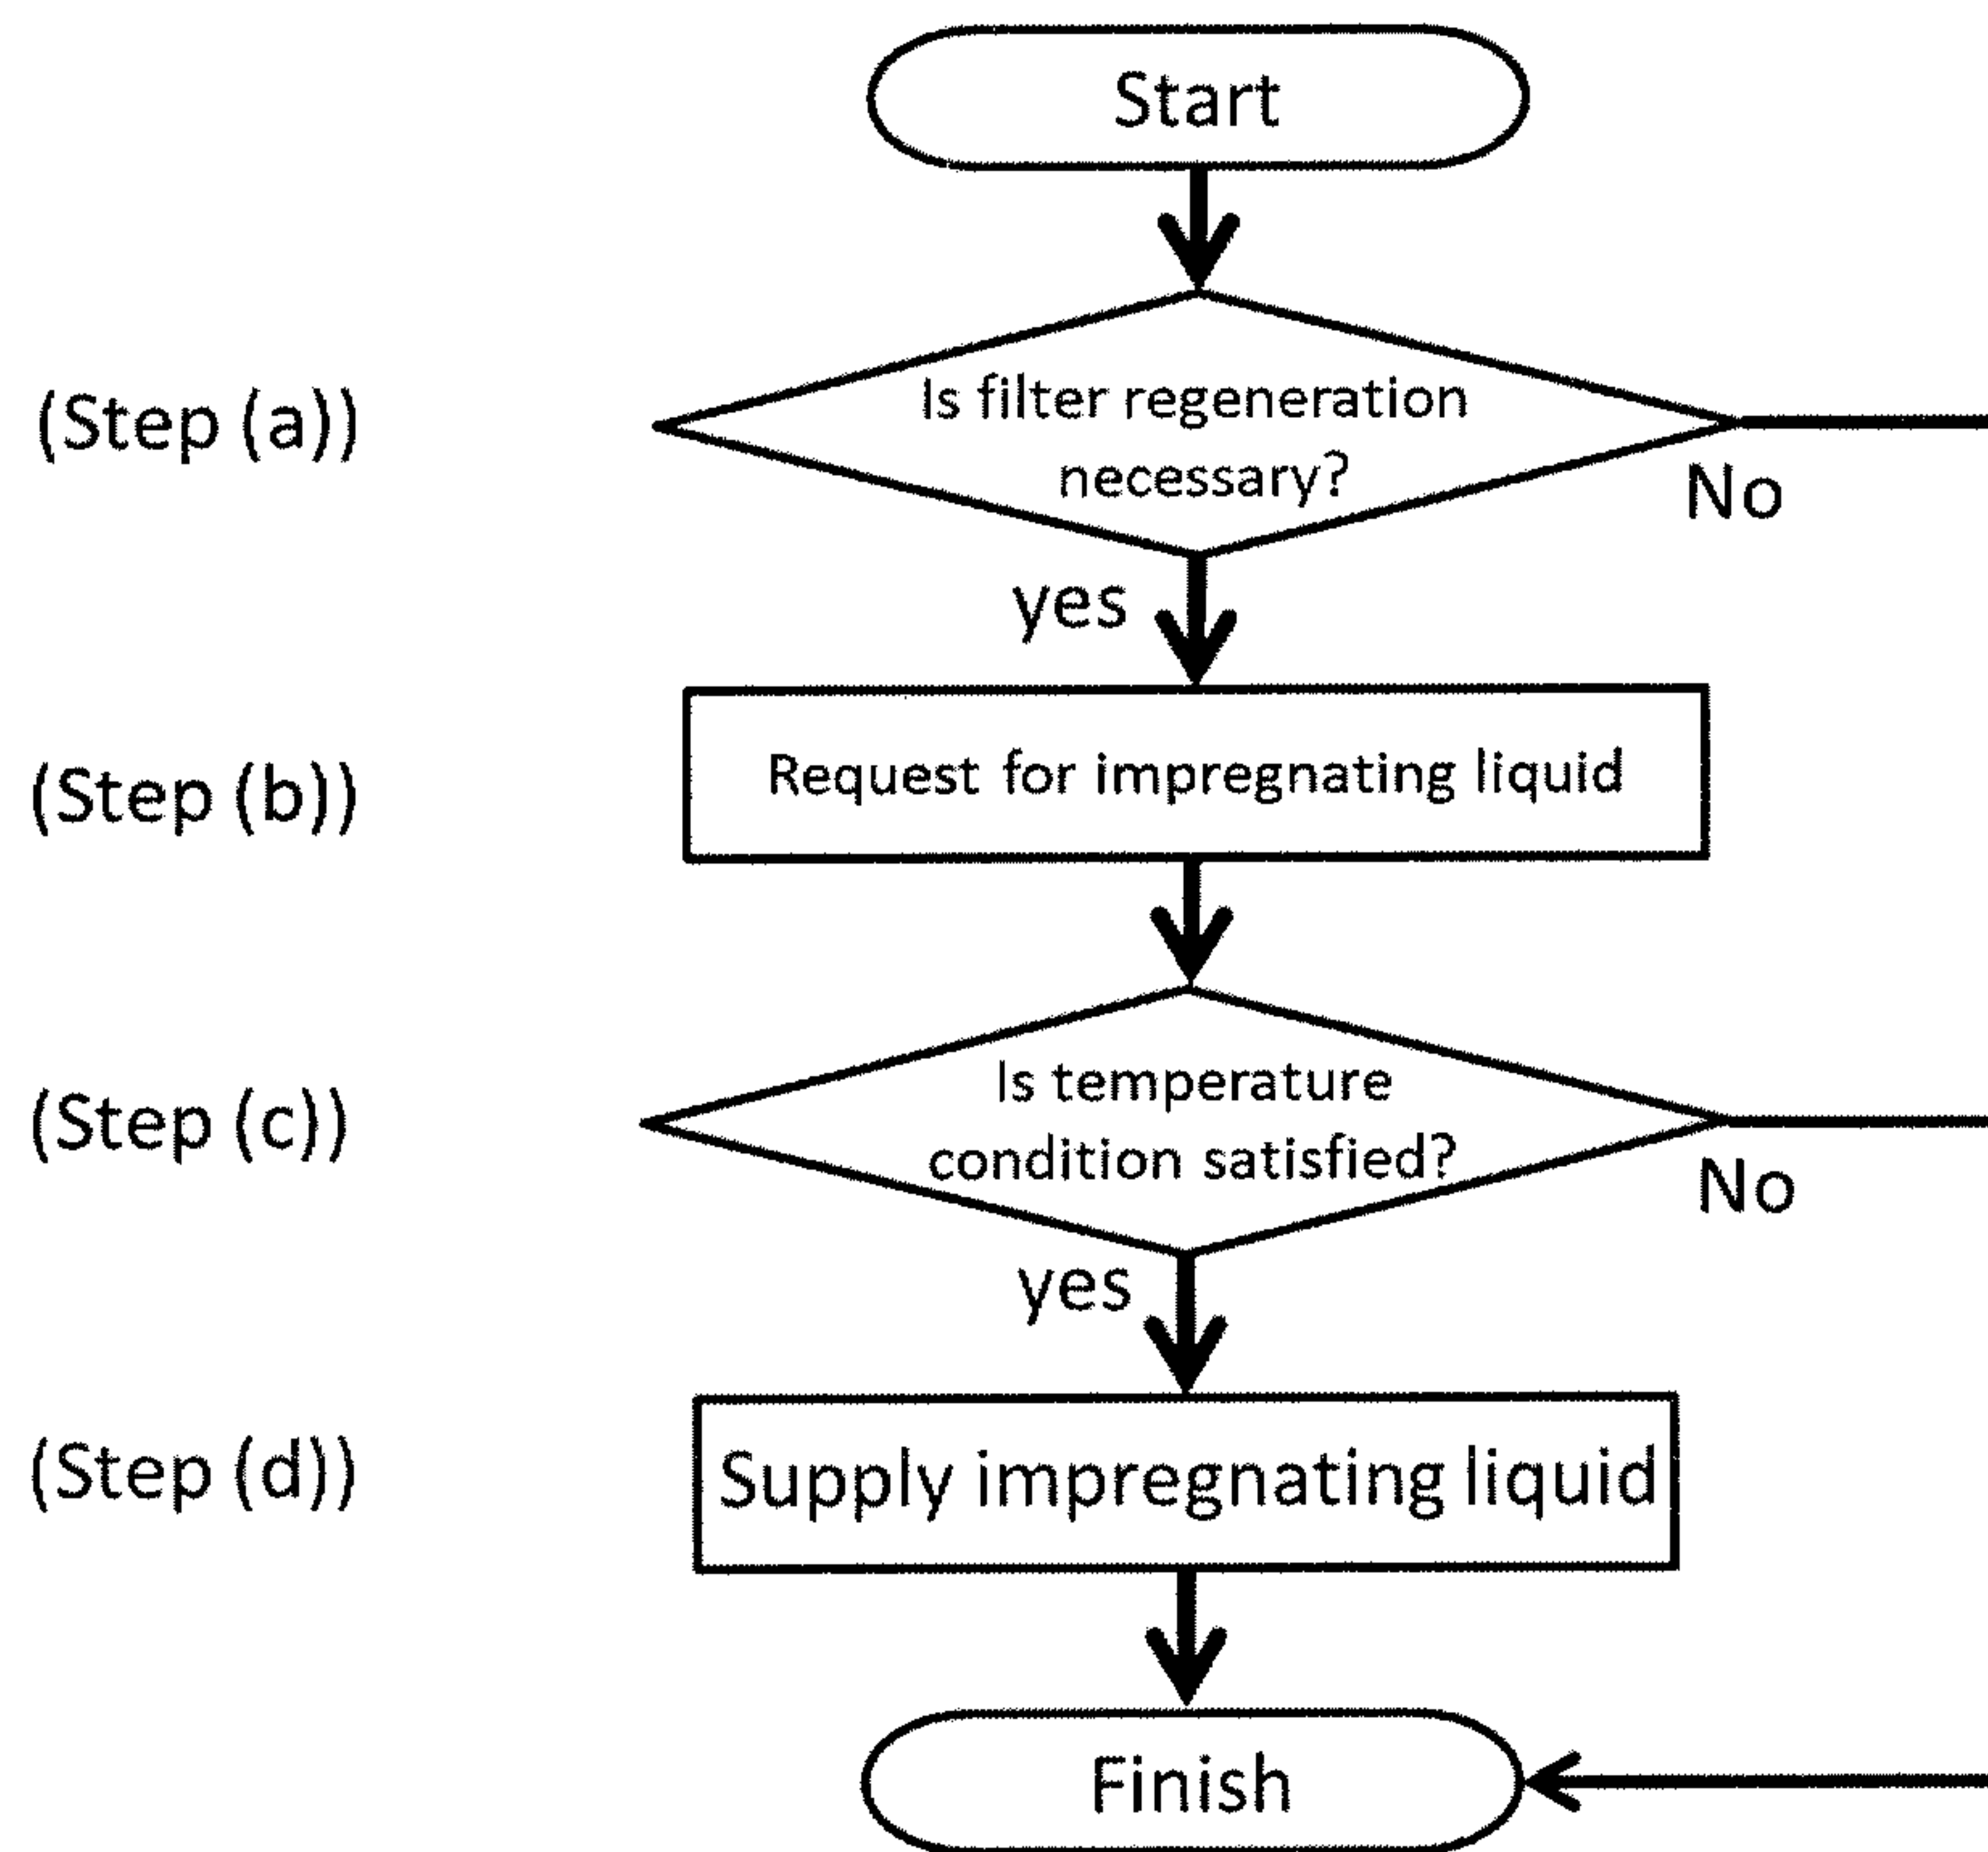 Start
(Step (a))
Is filter regeneration
necessary?
No
yes
(Step (b))
Request for impregnating liquid
(Step (c))
Is temperature
condition satisfied?
No
yes
(Step (d))
Supply impregnating liquid
Finish